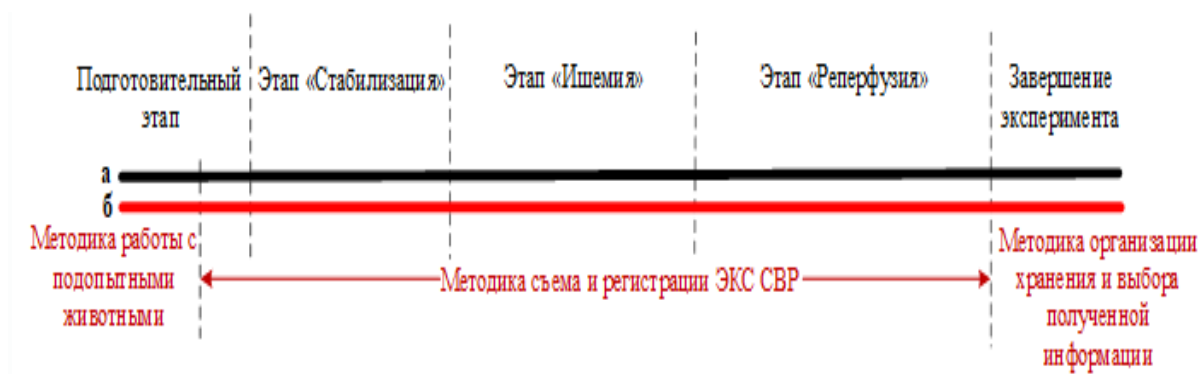 Подготовительный
этап
Этап «Стабилизация»
Этап «Ишемия»
Этап «Реперфузия»
Завершение
эксперимента
а
б
Методика работы с
подопытными
животными
Методика съема и регистрации ЭКС СВР
Методика организации
хранения и выбора
полученной
информации